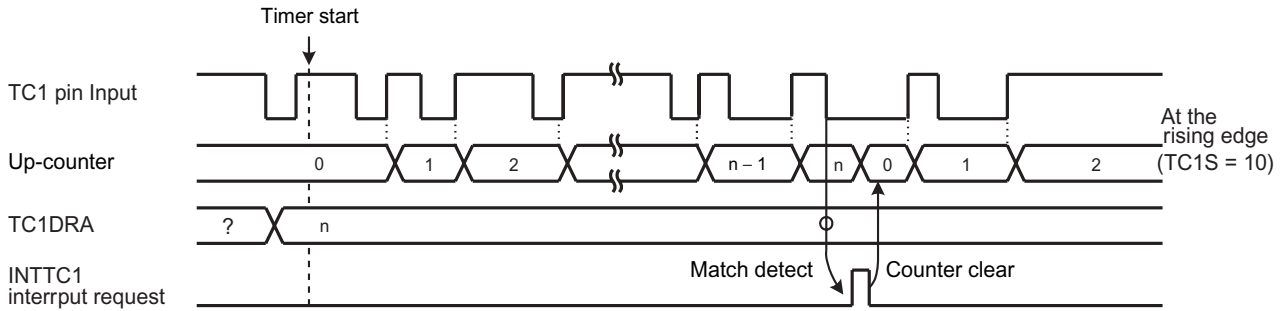 Timer start
TC1 pin Input
At the
rising edge
(TC1S = 10)
Up-counter
0 1 2 n – 1 n 0 1 2
TC1DRA
? n
Match detect Counter clear
INTTC1
interrput request